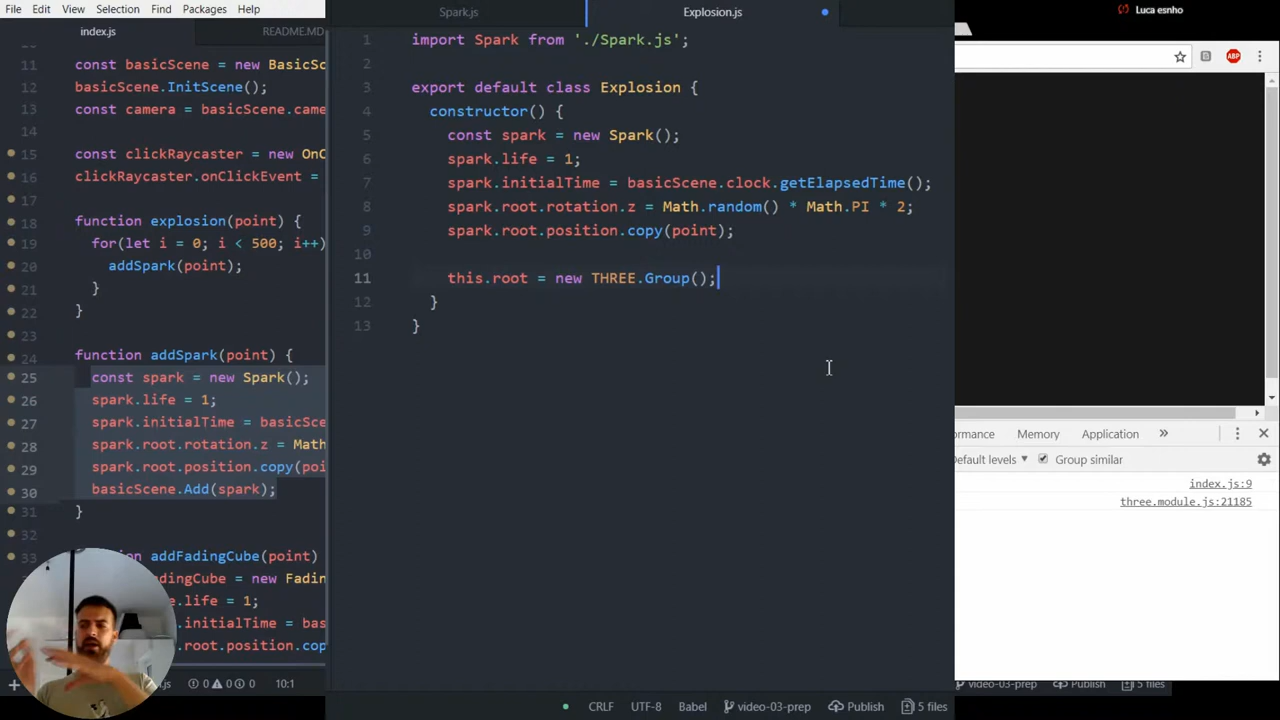 File Edit View Selection Find Packages Help
index.js README.MD
11 const basicScene = new BasicSc
12 basicScene.InitScene();
13 const camera = basicScene.came
14
15 const clickRaycaster = new OnC
16 clickRaycaster.onClickEvent =
17
18 function explosion(point) {
19 for(let i = 0; i < 500; i++)
20 addSpark(point);
21 }
22 }
23
24 function addSpark(point) {
25 const spark = new Spark();
26 spark.life = 1;
27 spark.initialTime = basicSce
28 spark.root.rotation.z = Math
29 spark.root.position.copy(poi
30 basicScene.Add(spark);
31 }
32
33 addFadingCube(point)
adingCube = new Fadin
.life = 1;
.initialTime = bas
.root.position.cop
0 0 0 10:1
Spark.js Explosion.js
1 import Spark from './Spark.js';
2
3 export default class Explosion {
4 constructor() {
5 const spark = new Spark();
6 spark.life = 1;
7 spark.initialTime = basicScene.clock.getElapsedTime();
8 spark.root.rotation.z = Math.random() * Math.PI * 2;
9 spark.root.position.copy(point);
10
11 this.root = new THREE.Group();
12 }
13 }
CRLF UTF-8 Babel video-03-prep Publish 5 files
Luca esnho
ABP
ormance Memory Application »
Default levels ▼ Group similar
index.js:9
three.module.js:21185
video-03-prep Publish 5 files